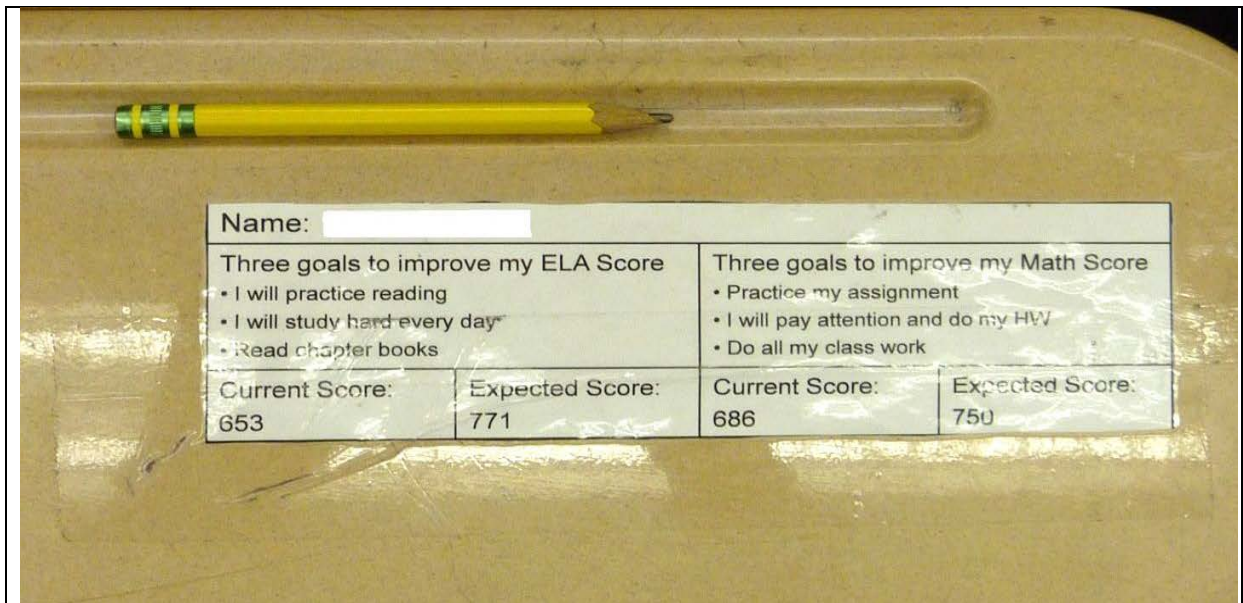 Name:
Three goals to improve my ELA Score
• I will practice reading
• I will study hard every day
• Read chapter books
Three goals to improve my Math Score
• Practice my assignment
• I will pay attention and do my HW
• Do all my class work
Current Score:
653
Expected Score:
771
Current Score:
686
Expected Score:
750